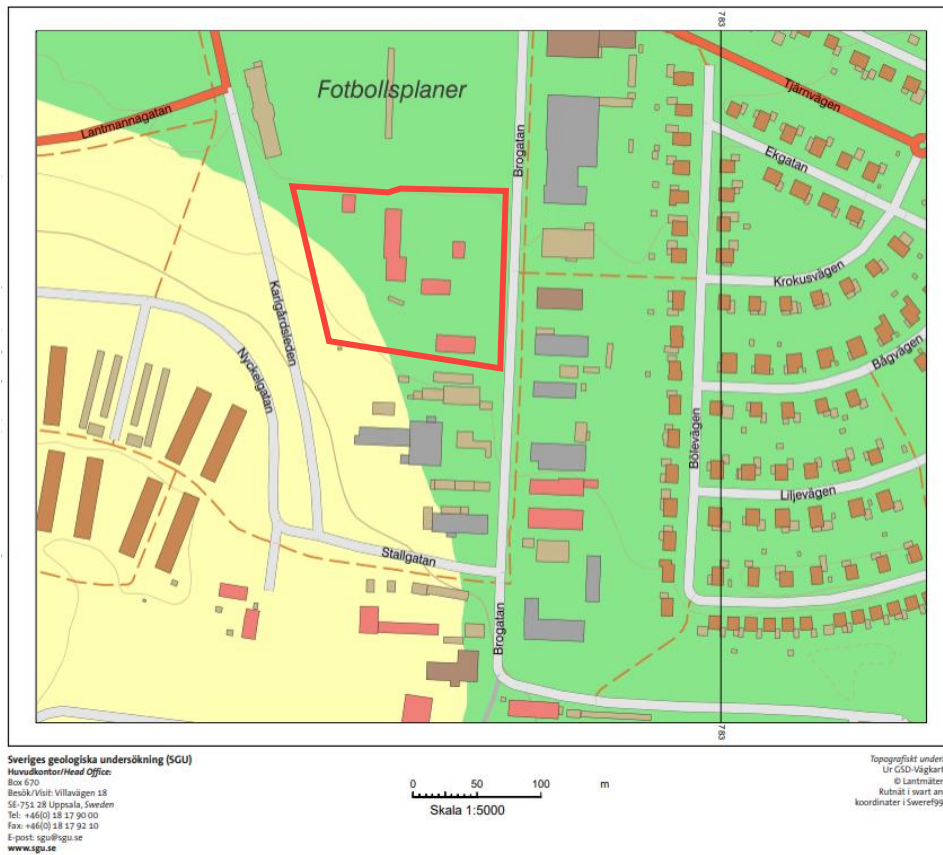 783
Fotbollsplaner
Lantmannagatan
Brogatan
Tjärnvägen
Ekgatan
Karlgårdsleden
Krokusvägen
Nyckelgatan
Bågvägen
Bölevägen
Liljevägen
Stallgatan
Brogatan
783
Sveriges geologiska undersökning (SGU)
Huvudkontor/Head Office:
Box 670
Besök/Visit: Villavägen 18
SE-751 28 Uppsala, Sweden
Tel: +46(0) 18 17 90 00
Fax: +46(0) 18 17 92 10
E-post: sgu@sgu.se
www.sgu.se
0 50 100 m
Skala 1:5000
Topografiskt under
Ur GSD-Vägkart
© Lantmäter
Rutnät i svart an
koordinater i Sweref99